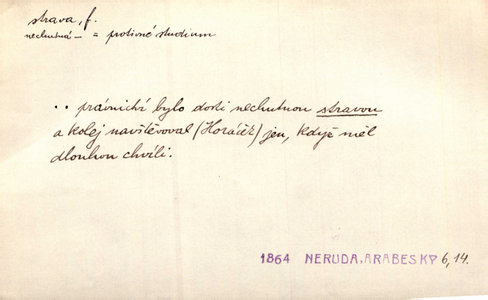 strava, f.
nechutná – = protivné studium
.. právnictví bylo dosti nechutnou stravou
a kolej navštěvoval (Horáček) jen, když měl
dlouhou chvíli.
1864 NERUDA, ARABESKY 6,14.